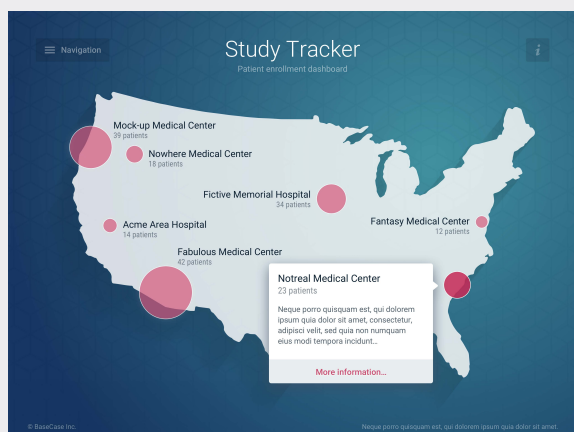 Navigation
Study Tracker
i
Patient enrollment dashboard
Mock-up Medical Center
39 patients
Nowhere Medical Center
18 patients
Fictive Memorial Hospital
34 patients
Acme Area Hospital
14 patients
Fantasy Medical Center
12 patients
Fabulous Medical Center
42 patients
Notreal Medical Center
23 patients
Neque porro quisquam est, qui dolorem
ipsum quia dolor sit amet, consectetur,
adipisci velit, sed quia non numquam
eius modi tempora incidunt...
More information...
© BaseCase Inc.
Neque porro quisquam est, qui dolorem ipsum quia dolor sit amet